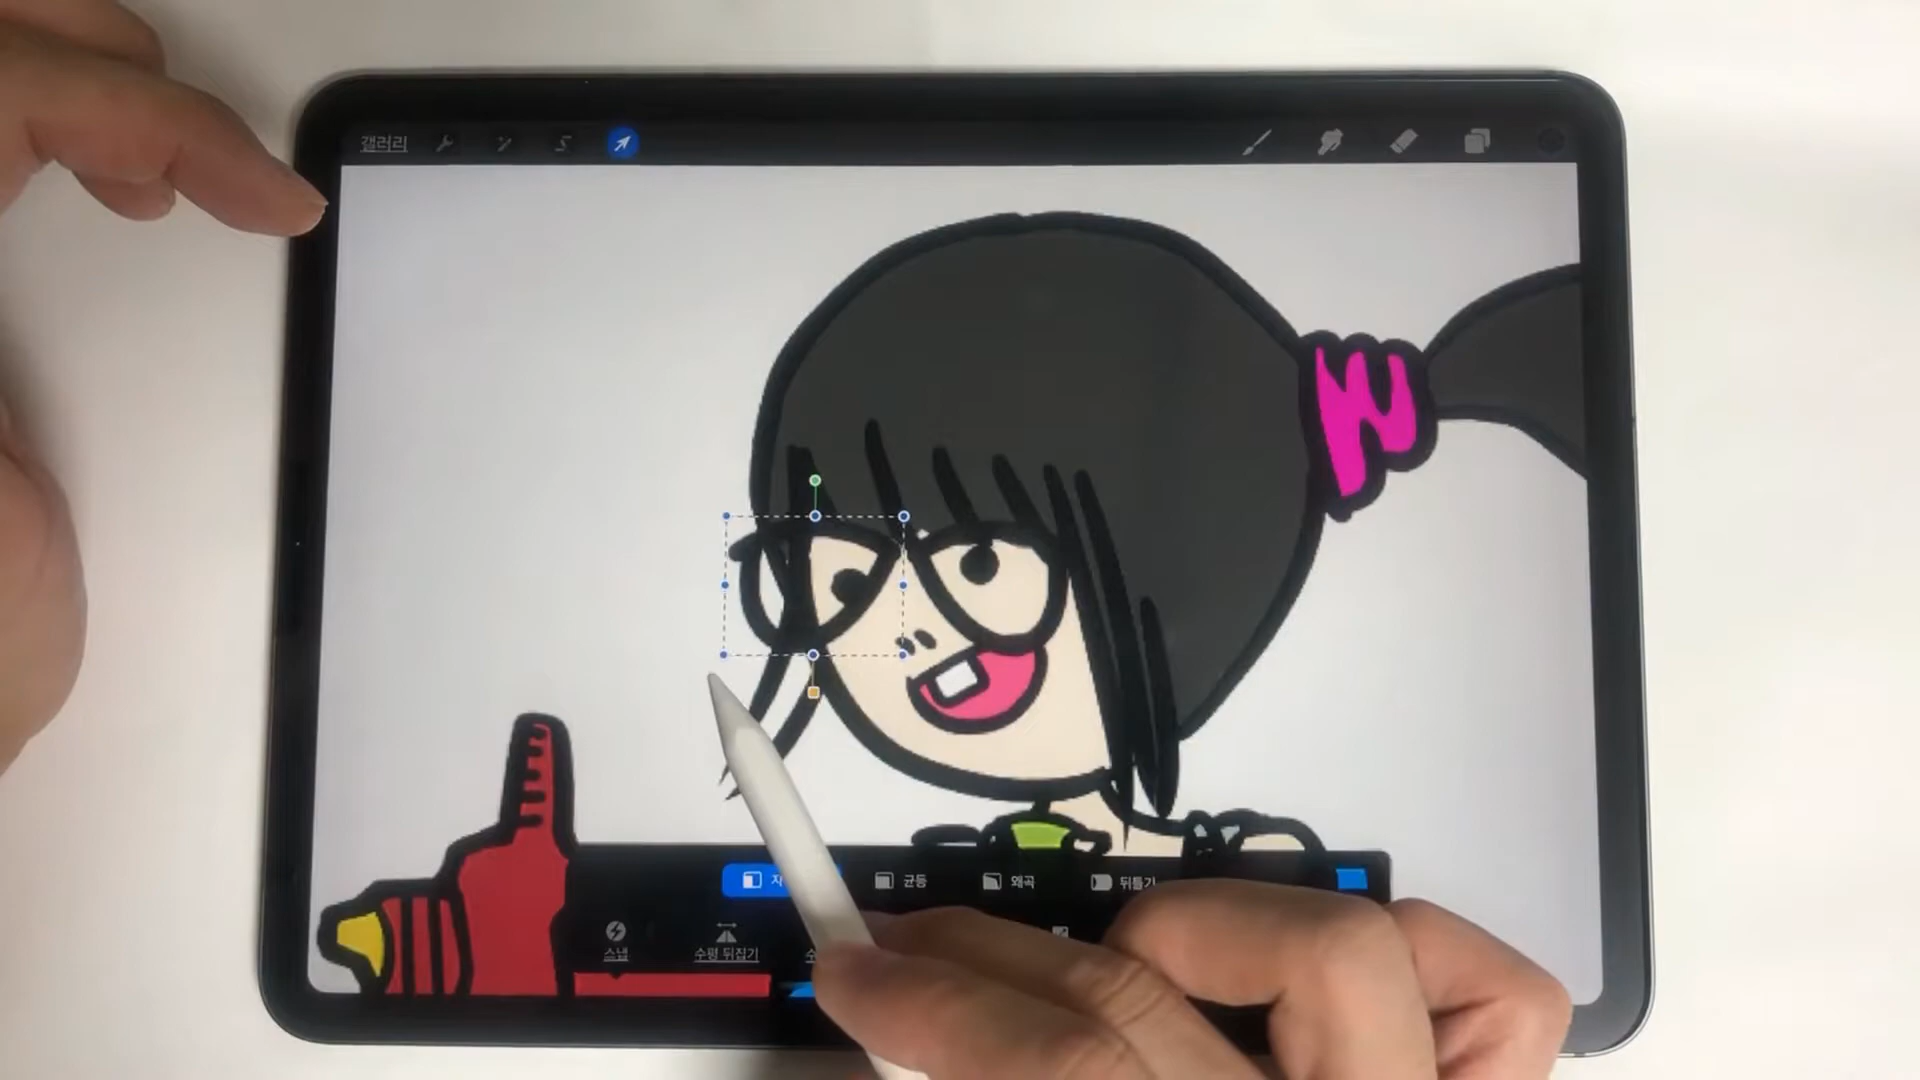 갤러리
균등
왜곡
뒤틀기
스냅
수평 뒤집기